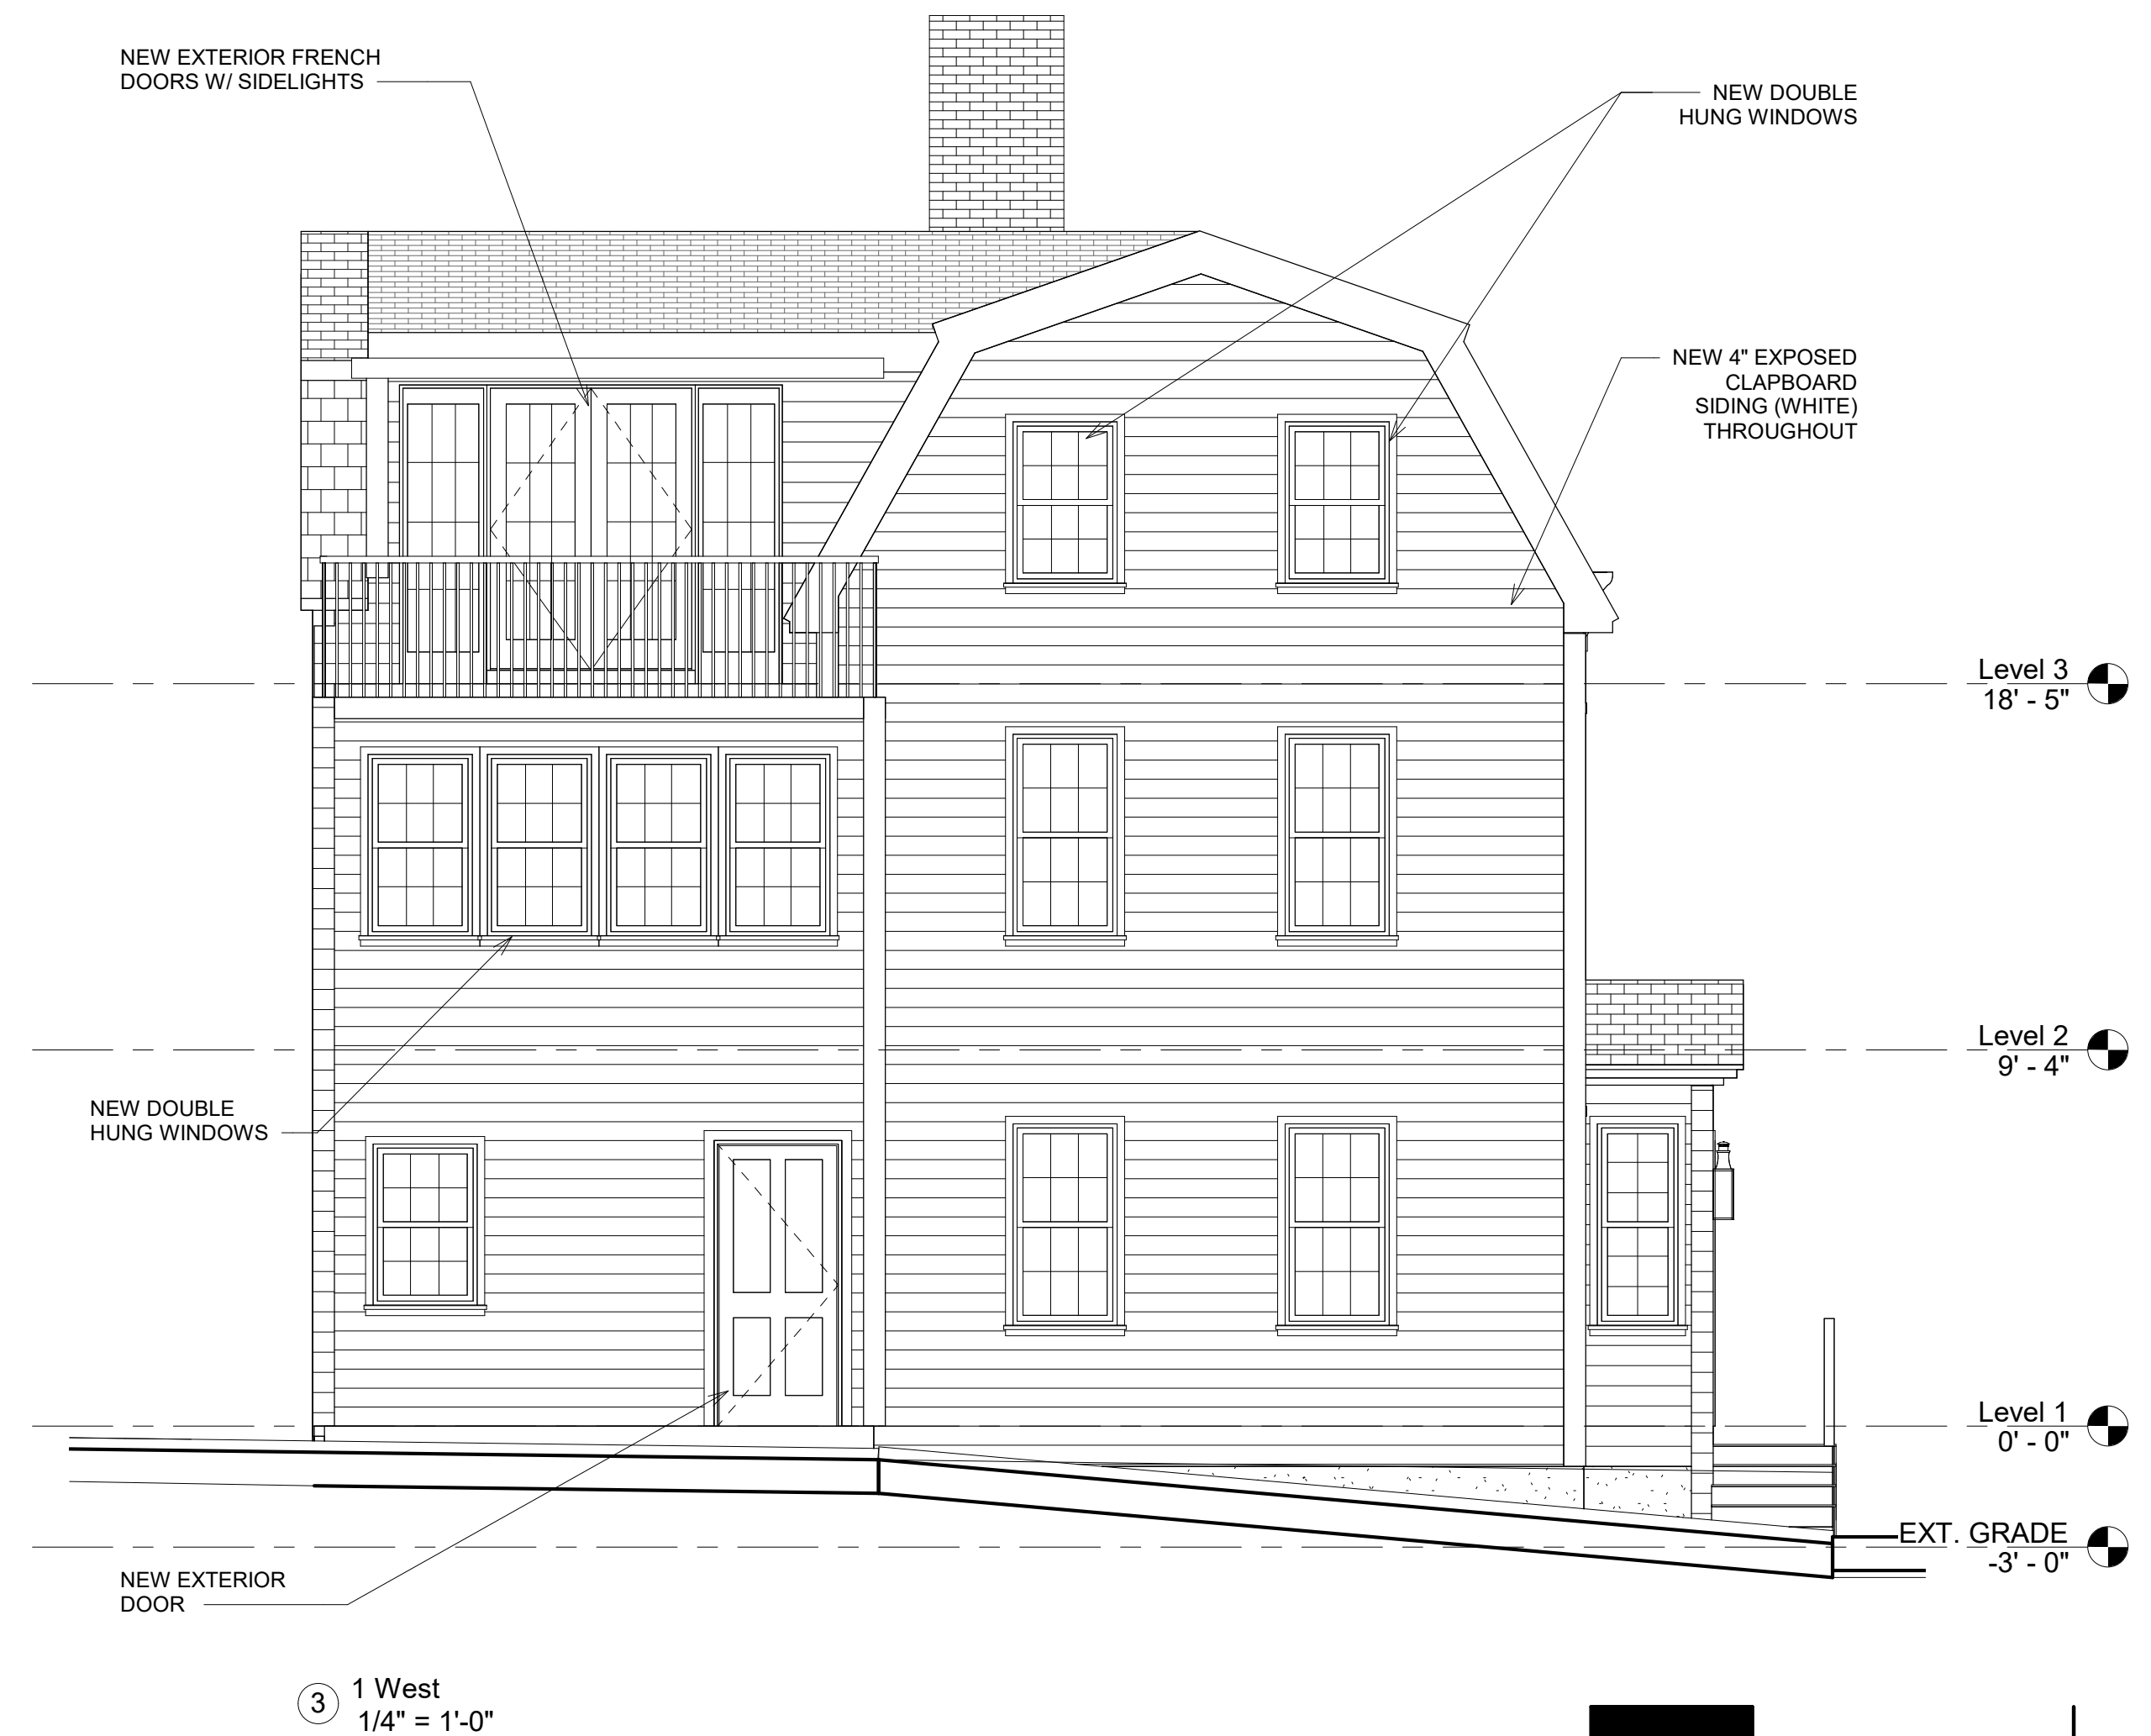 NEW EXTERIOR FRENCH
DOORS W/ SIDELIGHTS
NEW DOUBLE
HUNG WINDOWS
NEW 4" EXPOSED
CLAPBOARD
SIDING (WHITE)
THROUGHOUT
Level 3
18' - 5"
Level 2
9' - 4"
NEW DOUBLE
HUNG WINDOWS
Level 1
0' - 0"
EXT. GRADE
-3' - 0"
NEW EXTERIOR
DOOR
3
1 West
1/4" = 1'-0"